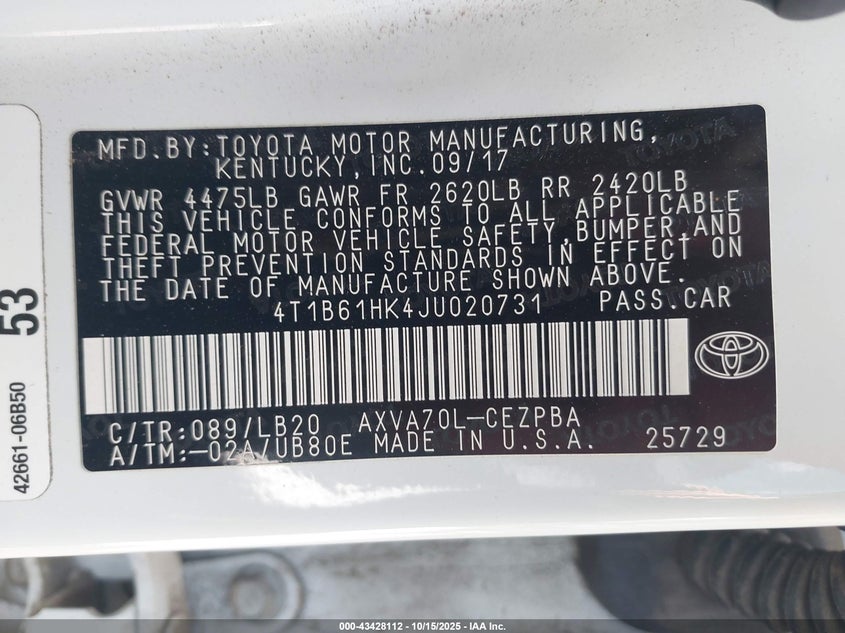 MFD.BY:TOYOTA MOTOR MANUFACTURING,
KENTUCKY,INC.09/17
GVWR 4475LB GAWR FR 2620LB RR 2420LB
THIS VEHICLE CONFORMS TO ALL APPLICABLE
FEDERAL MOTOR VEHICLE SAFETY,BUMPER,AND
THEFT PREVENTION STANDARDS IN EFFECT ON
THE DATE OF MANUFACTURE SHOWN ABOVE.
4T1B61HK4JU020731 PASS.CAR
C/TR:089/LB20 AXVA70L-CEZPBA
A/TM:-02A/UB80E MADE IN U.S.A. 25729
53
42661-06B50
TOYOTA
000-43428112 - 10/15/2025 - IAA Inc.